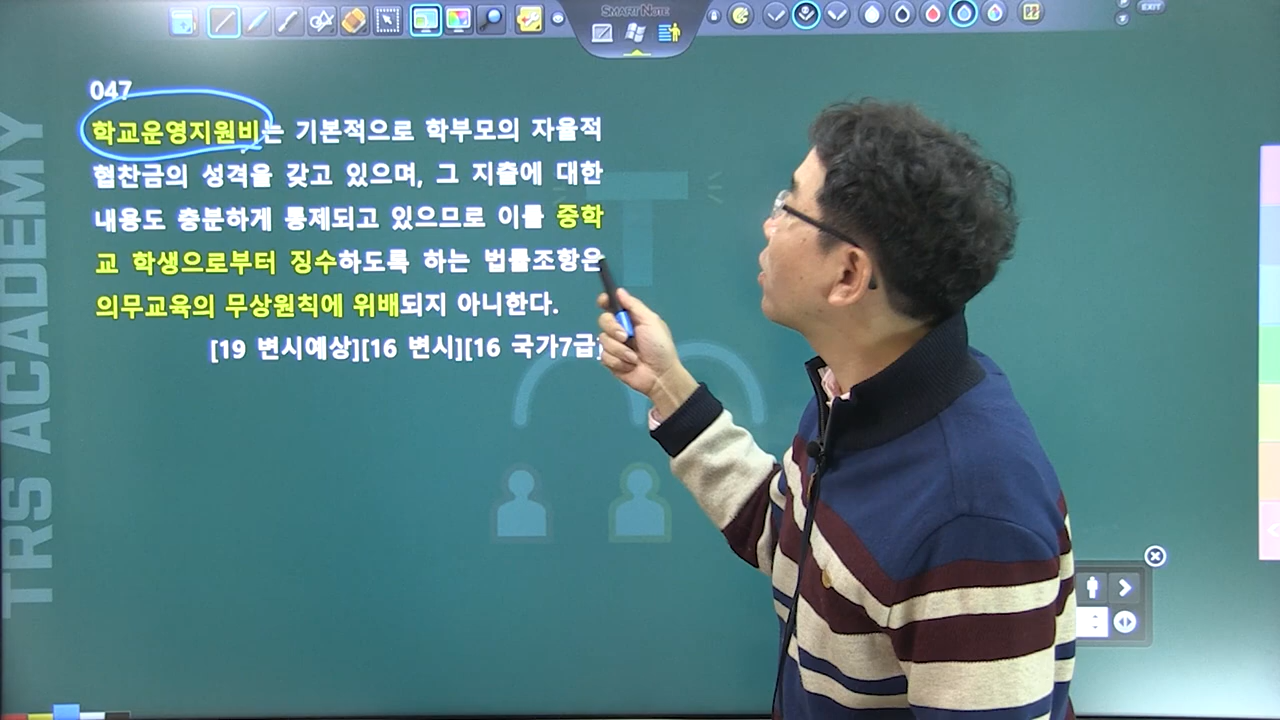 SMARTNOTE
EXIT
TRS ACADEMY
047
학교운영지원비는 기본적으로 학부모의 자율적
협찬금의 성격을 갖고 있으며, 그 지출에 대한
내용도 충분하게 통제되고 있으므로 이를 중학
교 학생으로부터 징수하도록 하는 법률조항은
의무교육의 무상원칙에 위배되지 아니한다.
[19 변시예상][16 변시][16 국가7급]